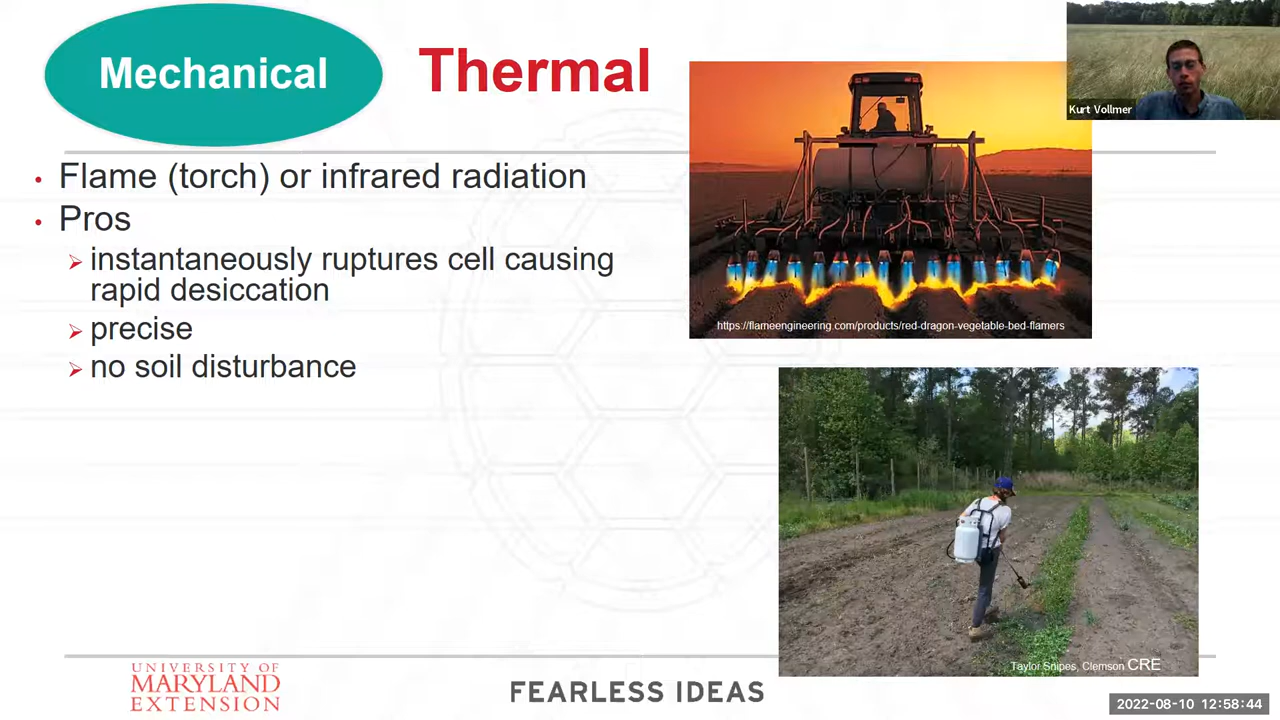 Mechanical
Thermal
Kurt Vollmer
• Flame (torch) or infrared radiation
• Pros
➢ instantaneously ruptures cell causing
rapid desiccation
➢ precise
➢ no soil disturbance
https://flameengineering.com/products/red-dragon-vegetable-bed-flamers
Taylor Snipes, Clemson CRE
UNIVERSITY OF
MARYLAND
EXTENSION
FEARLESS IDEAS
2022-08-10 12:58:44